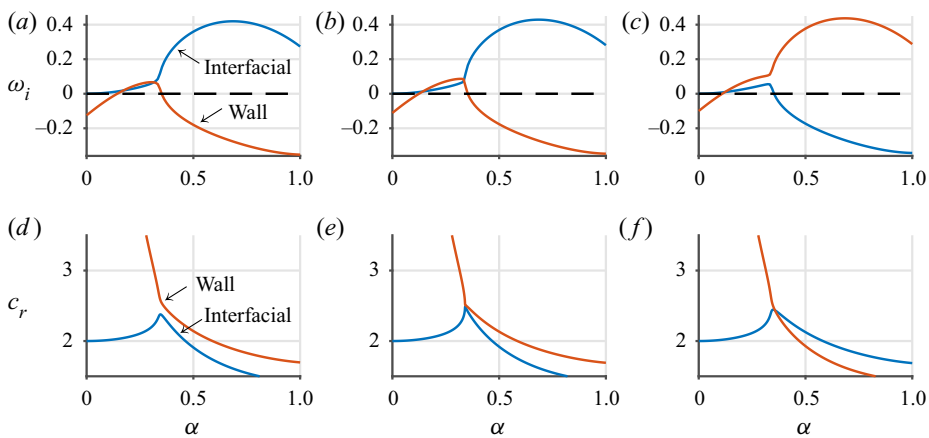 (a) (b) (c)
0.4 0.4 0.4
0.2 0.2 0.2
Interfacial
ω_i 0 0 0
Wall
–0.2 –0.2 –0.2
0 0.5 1.0 0 0.5 1.0 0 0.5 1.0
(d) (e) (f)
3 3 3
Wall
c_r Interfacial
2 2 2
0 0.5 1.0 0 0.5 1.0 0 0.5 1.0
α α α